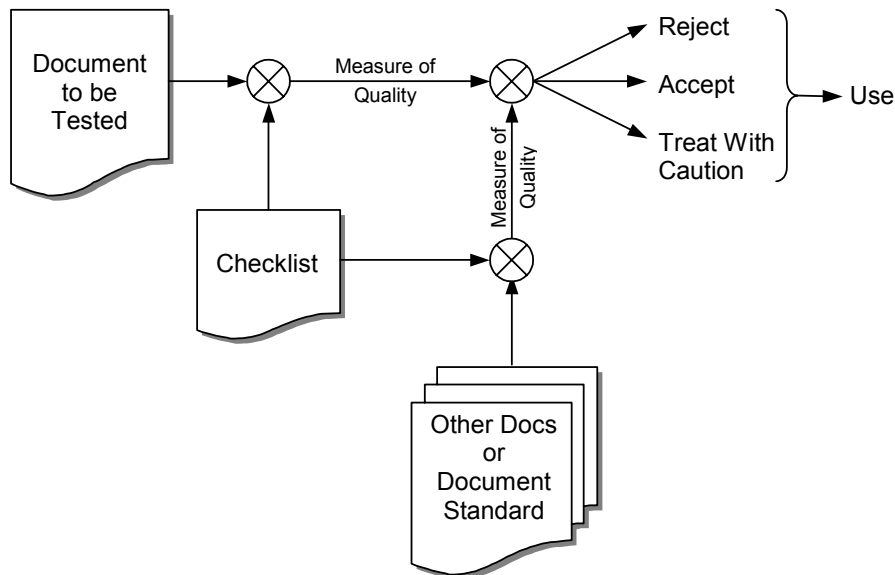 Document
to be
Tested
Measure of
Quality
Reject
Accept
Treat With
Caution
Use
Measure of
Quality
Checklist
Other Docs
or
Document
Standard